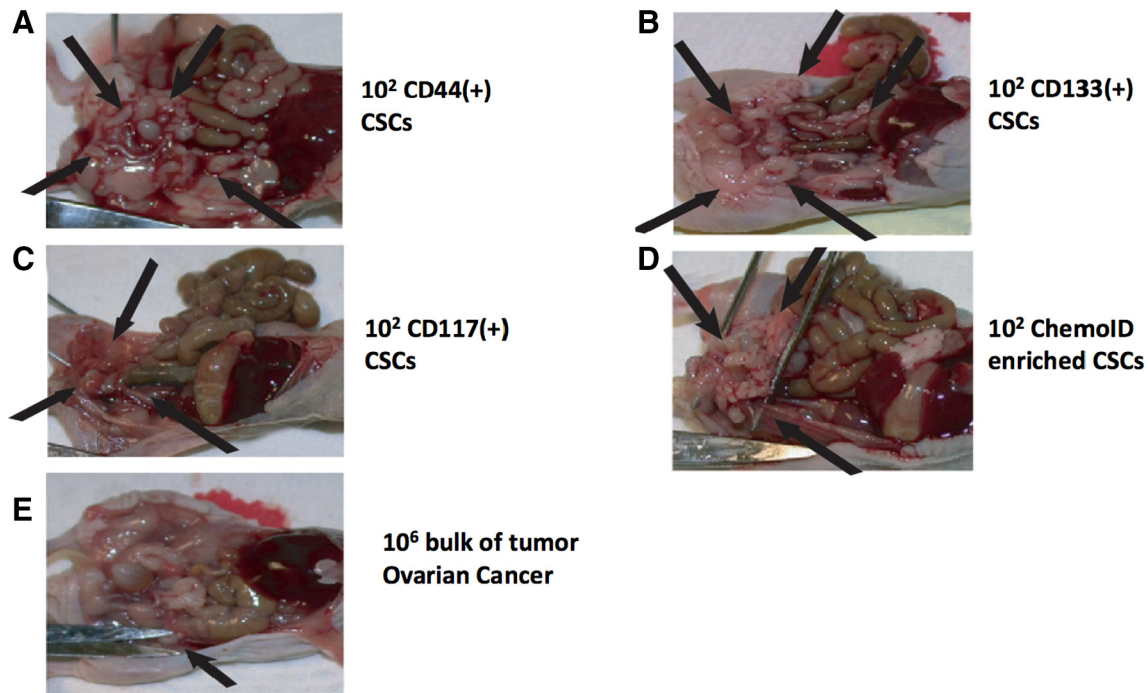 A
10² CD44(+)
CSCs
B
10² CD133(+)
CSCs
C
10² CD117(+)
CSCs
D
10² ChemoID
enriched CSCs
E
10⁶ bulk of tumor
Ovarian Cancer